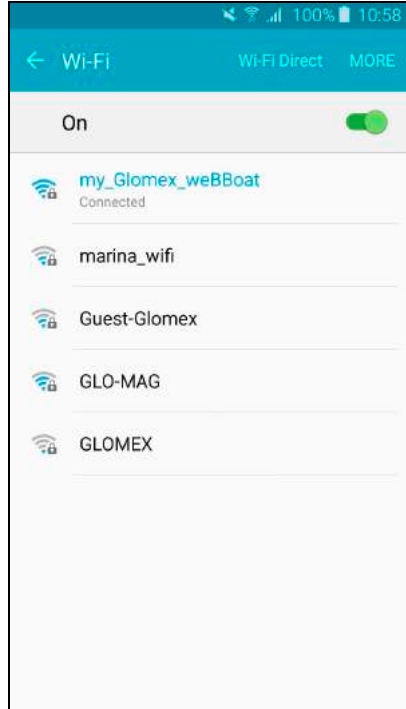 100% 10:58
Wi-Fi Wi-Fi Direct MORE
On
my_Glomex_weBBoat
Connected
marina_wifi
Guest-Glomex
GLO-MAG
GLOMEX